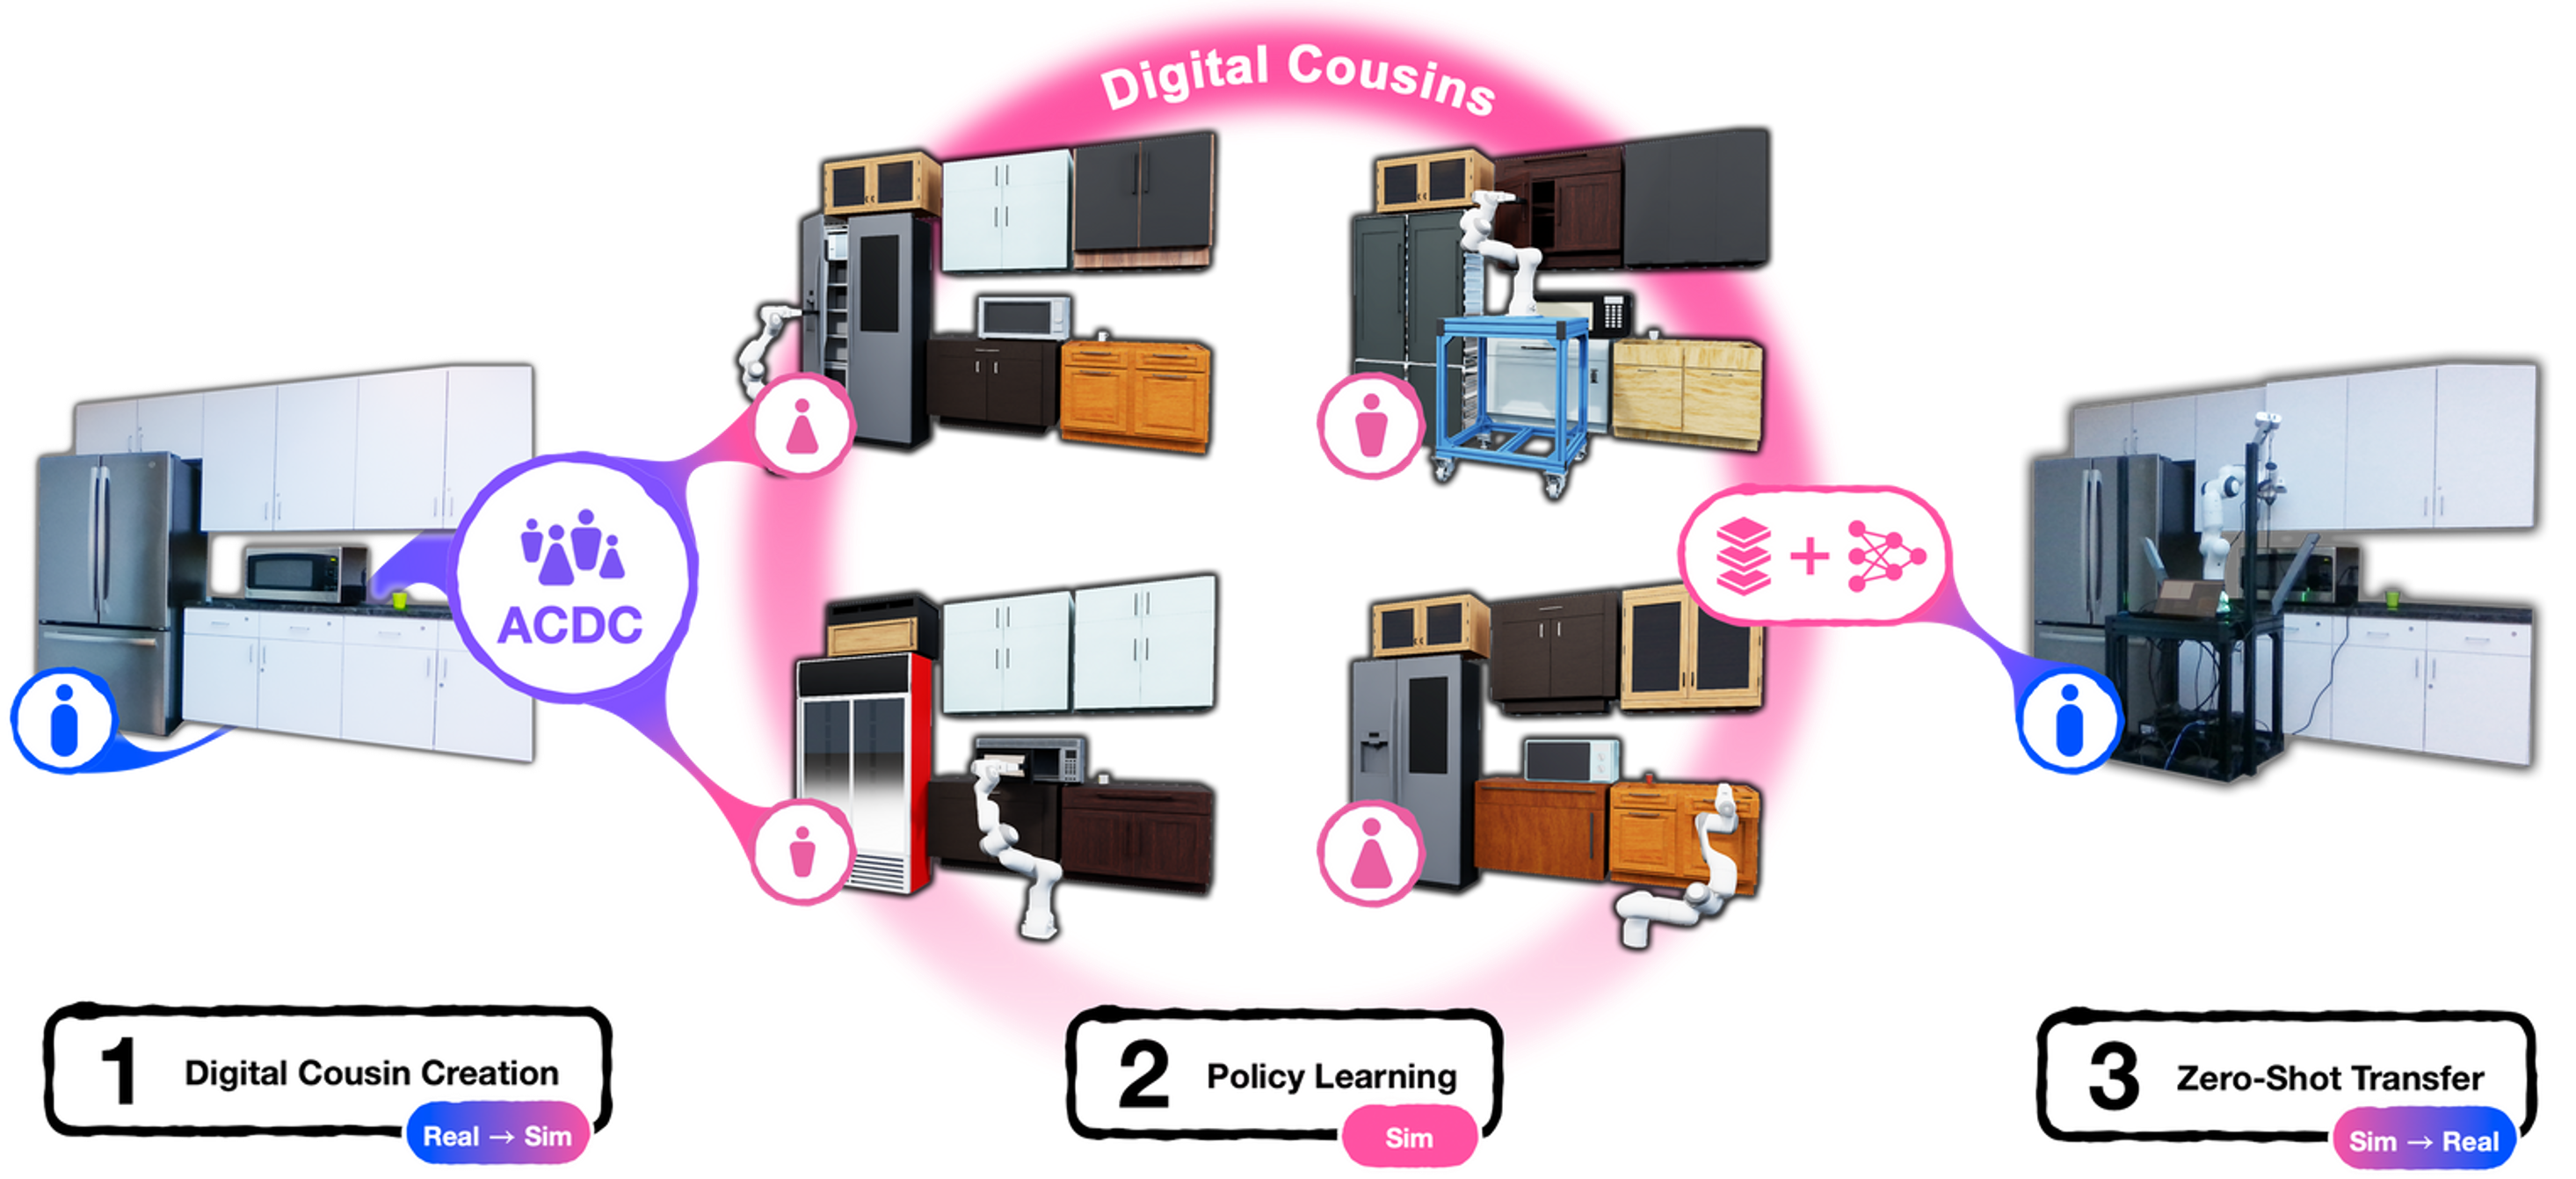 Digital Cousins
ACDC
1 Digital Cousin Creation
Real → Sim
2 Policy Learning
Sim
3 Zero-Shot Transfer
Sim → Real